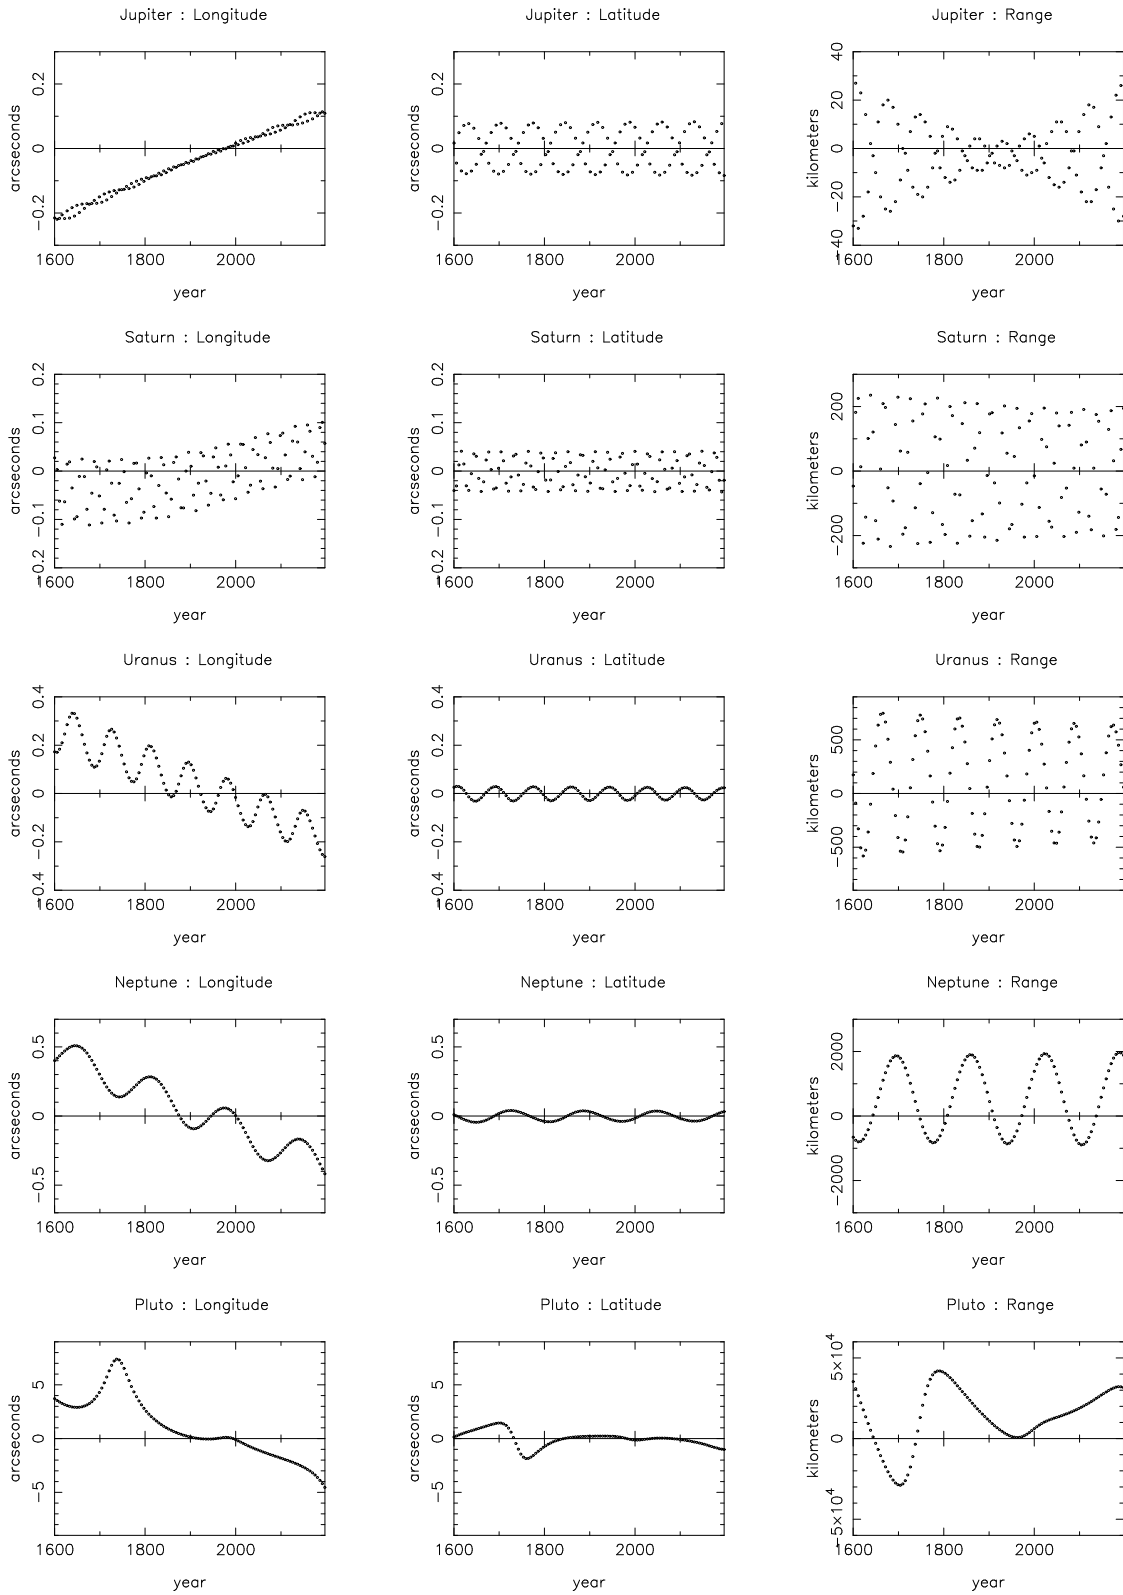 Jupiter : Longitude
Jupiter : Latitude
Jupiter : Range
arcseconds
0.2
0
−0.2
1600 1800 2000
year
arcseconds
0.2
0
−0.2
1600 1800 2000
year
kilometers
40
20
0
−20
−40
1600 1800 2000
year
Saturn : Longitude
Saturn : Latitude
Saturn : Range
arcseconds
0.2
0.1
0
−0.1
−0.2
1600 1800 2000
year
arcseconds
0.2
0.1
0
−0.1
−0.2
1600 1800 2000
year
kilometers
200
0
−200
1600 1800 2000
year
Uranus : Longitude
Uranus : Latitude
Uranus : Range
arcseconds
0.4
0.2
0
−0.2
−0.4
1600 1800 2000
year
arcseconds
0.4
0.2
0
−0.2
−0.4
1600 1800 2000
year
kilometers
500
0
−500
1600 1800 2000
year
Neptune : Longitude
Neptune : Latitude
Neptune : Range
arcseconds
0.5
0
−0.5
1600 1800 2000
year
arcseconds
0.5
0
−0.5
1600 1800 2000
year
kilometers
2000
0
−2000
1600 1800 2000
year
Pluto : Longitude
Pluto : Latitude
Pluto : Range
arcseconds
5
0
−5
1600 1800 2000
year
arcseconds
5
0
−5
1600 1800 2000
year
kilometers
5×10⁴
0
−5×10⁴
1600 1800 2000
year